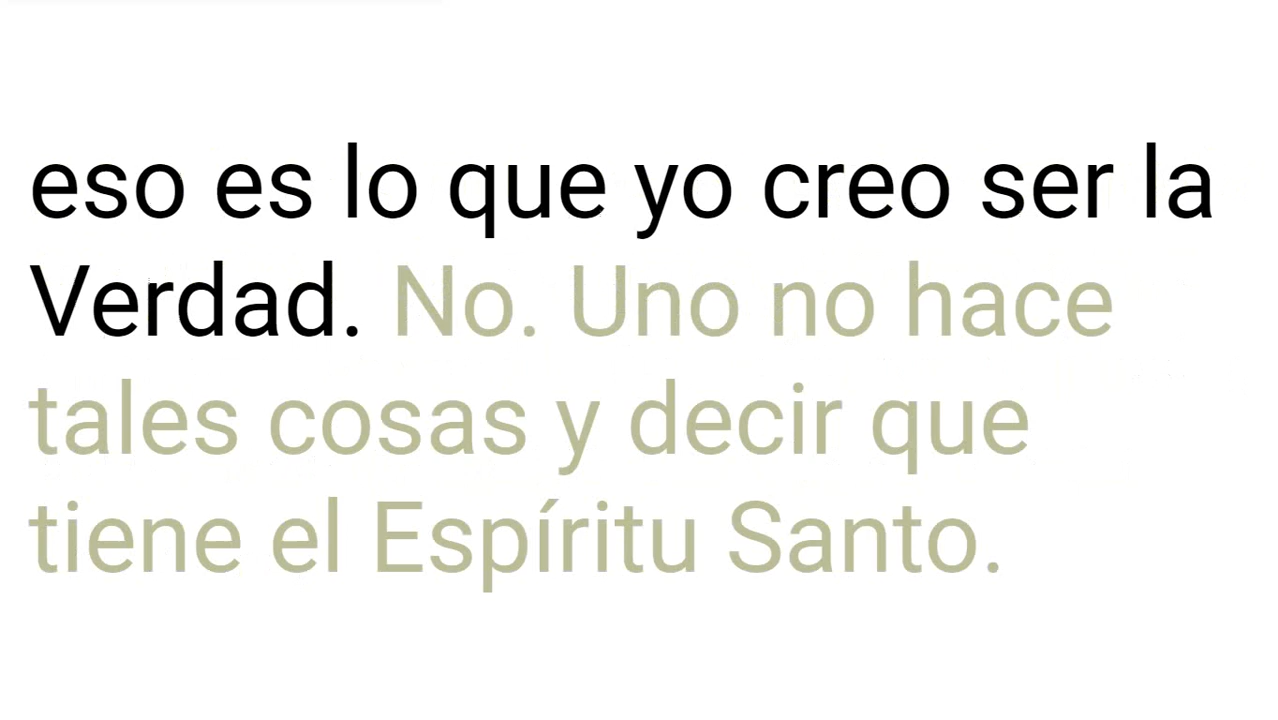 eso es lo que yo creo ser la
Verdad. No. Uno no hace
tales cosas y decir que
tiene el Espíritu Santo.